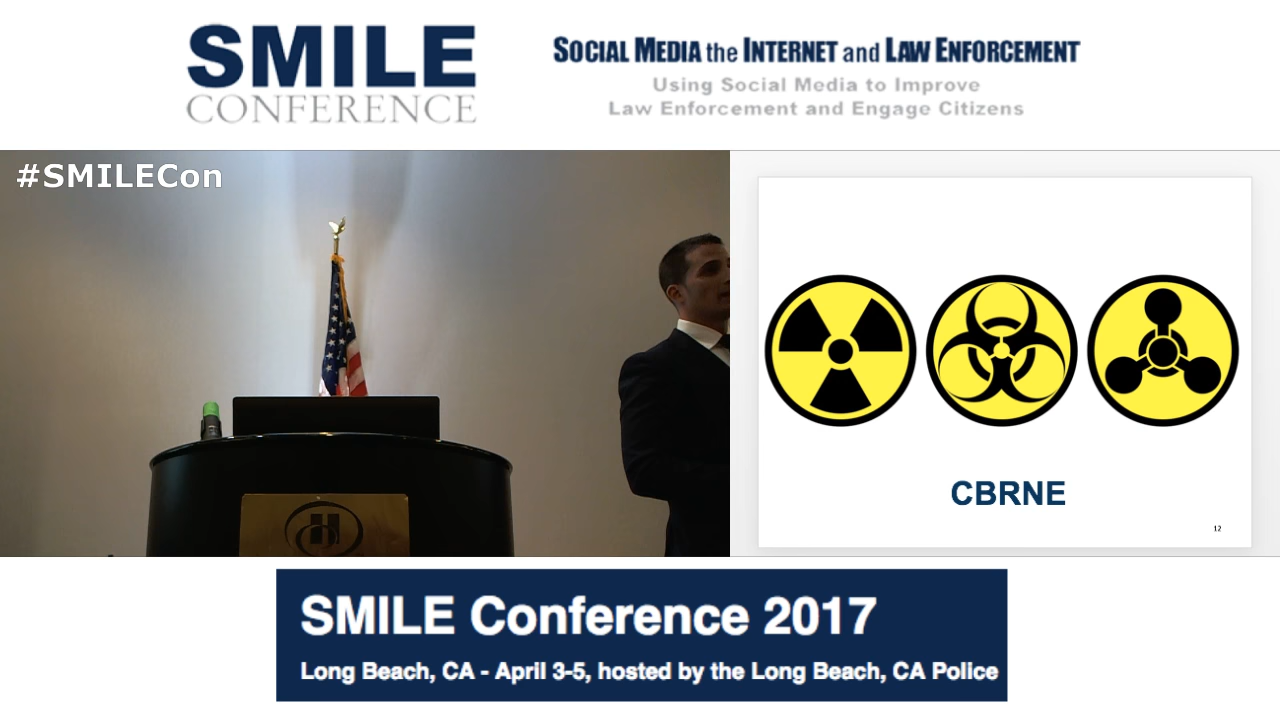 SMILE
CONFERENCE
SOCIAL MEDIA the INTERNET and LAW ENFORCEMENT
Using Social Media to Improve
Law Enforcement and Engage Citizens
#SMILECon
CBRNE
12
SMILE Conference 2017
Long Beach, CA - April 3-5, hosted by the Long Beach, CA Police